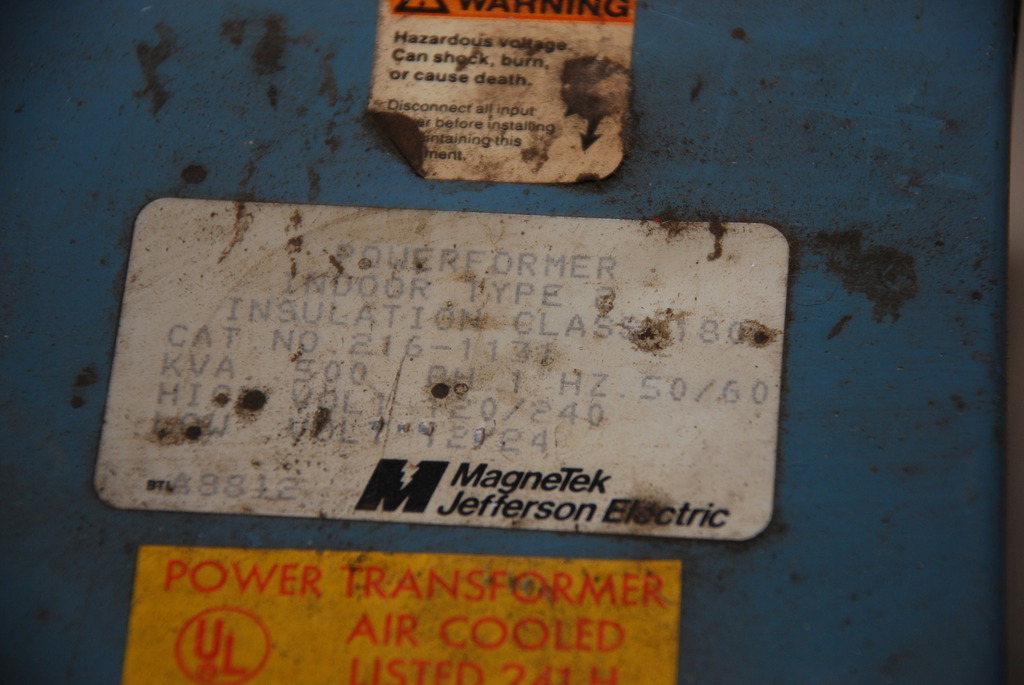 WARNING
Hazardous voltage.
Can shock, burn,
or cause death.
Disconnect all input
before installing
this
POWERFORMER
INDOOR TYPE 2
INSULATION CLASS 180
CAT NO 216-1131
KVA .500 PH 1 HZ.50/60
HIGH VOLT 120/240
LOW VOLT 12/24
BTL A8812
MagneTek
Jefferson Electric
POWER TRANSFORMER
UL
AIR COOLED
LISTED 241H